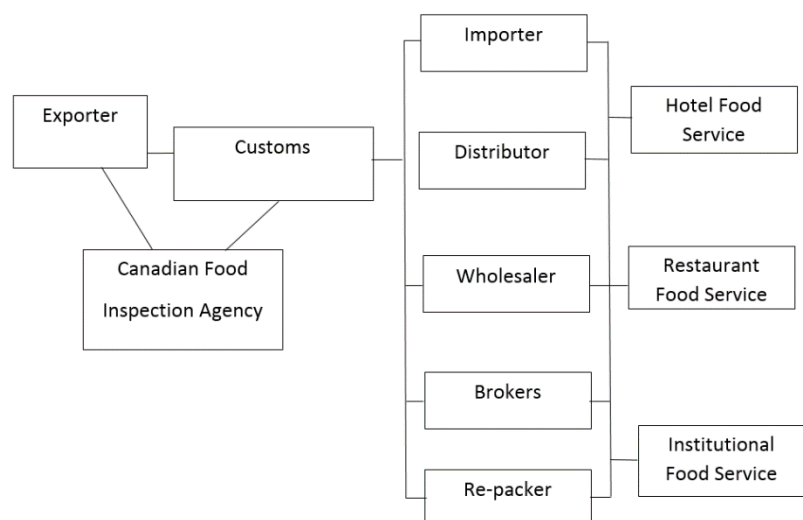 Importer
Exporter
Customs
Distributor
Hotel Food
Service
Canadian Food
Inspection Agency
Wholesaler
Restaurant
Food Service
Brokers
Institutional
Food Service
Re-packer